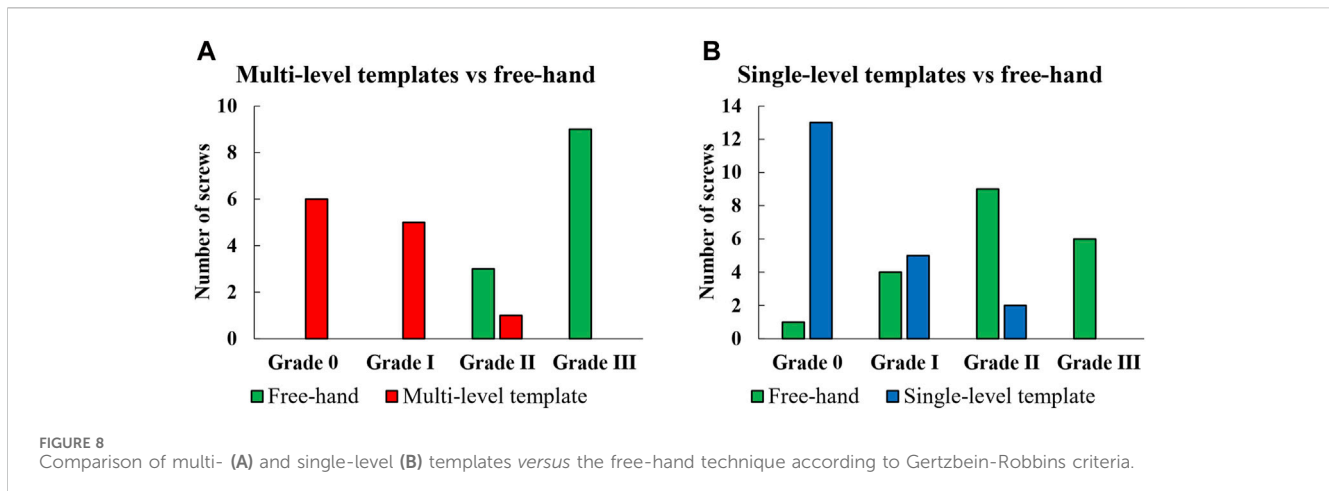 A
Multi-level templates vs free-hand
Number of screws
10
8
6
4
2
0
Grade 0 Grade I Grade II Grade III
Free-hand Multi-level template
B
Single-level templates vs free-hand
Number of screws
14
12
10
8
6
4
2
0
Grade 0 Grade I Grade II Grade III
Free-hand Single-level template
FIGURE 8
Comparison of multi- (A) and single-level (B) templates versus the free-hand technique according to Gertzbein-Robbins criteria.